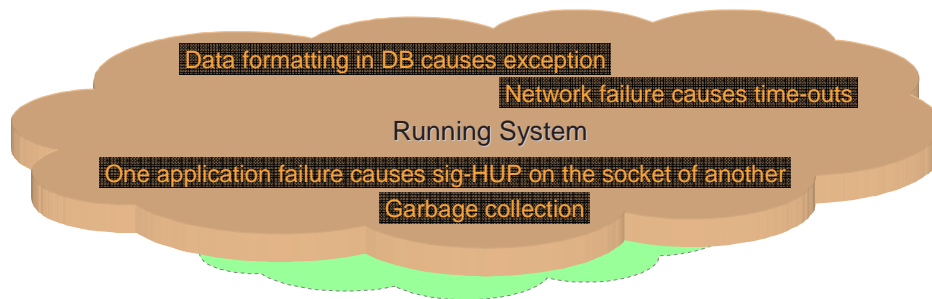 Data formatting in DB causes exception
Network failure causes time-outs
Running System
One application failure causes sig-HUP on the socket of another
Garbage collection